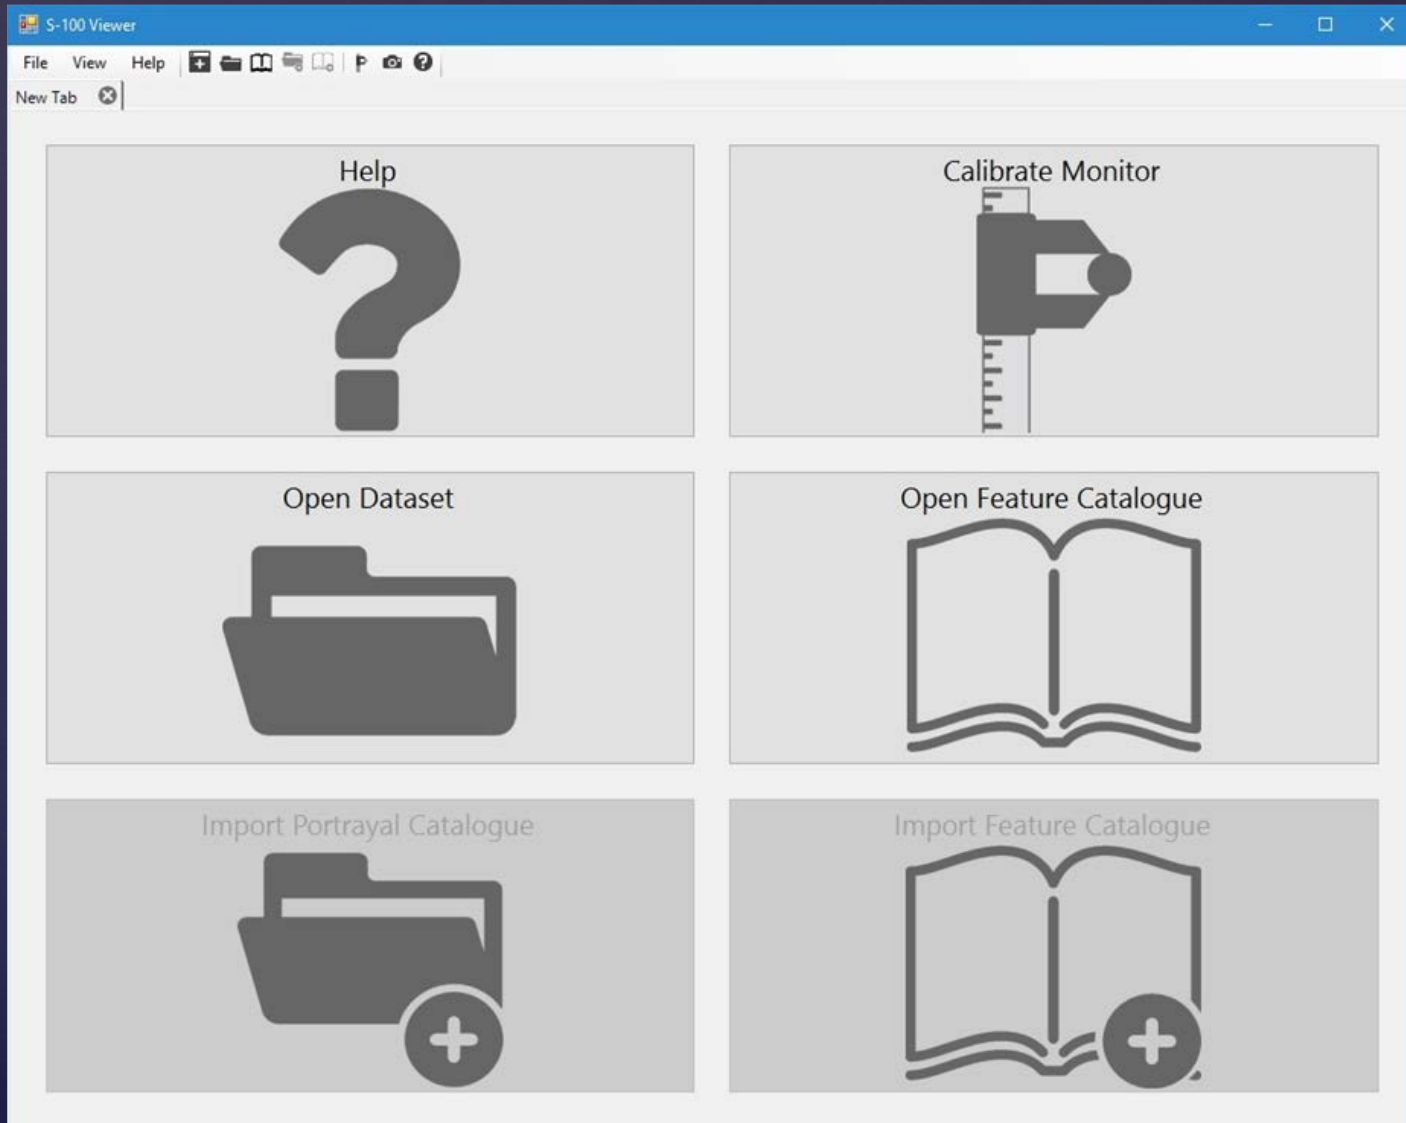 S-100 Viewer
File View Help
New Tab
Help
Calibrate Monitor
Open Dataset
Open Feature Catalogue
Import Portrayal Catalogue
Import Feature Catalogue